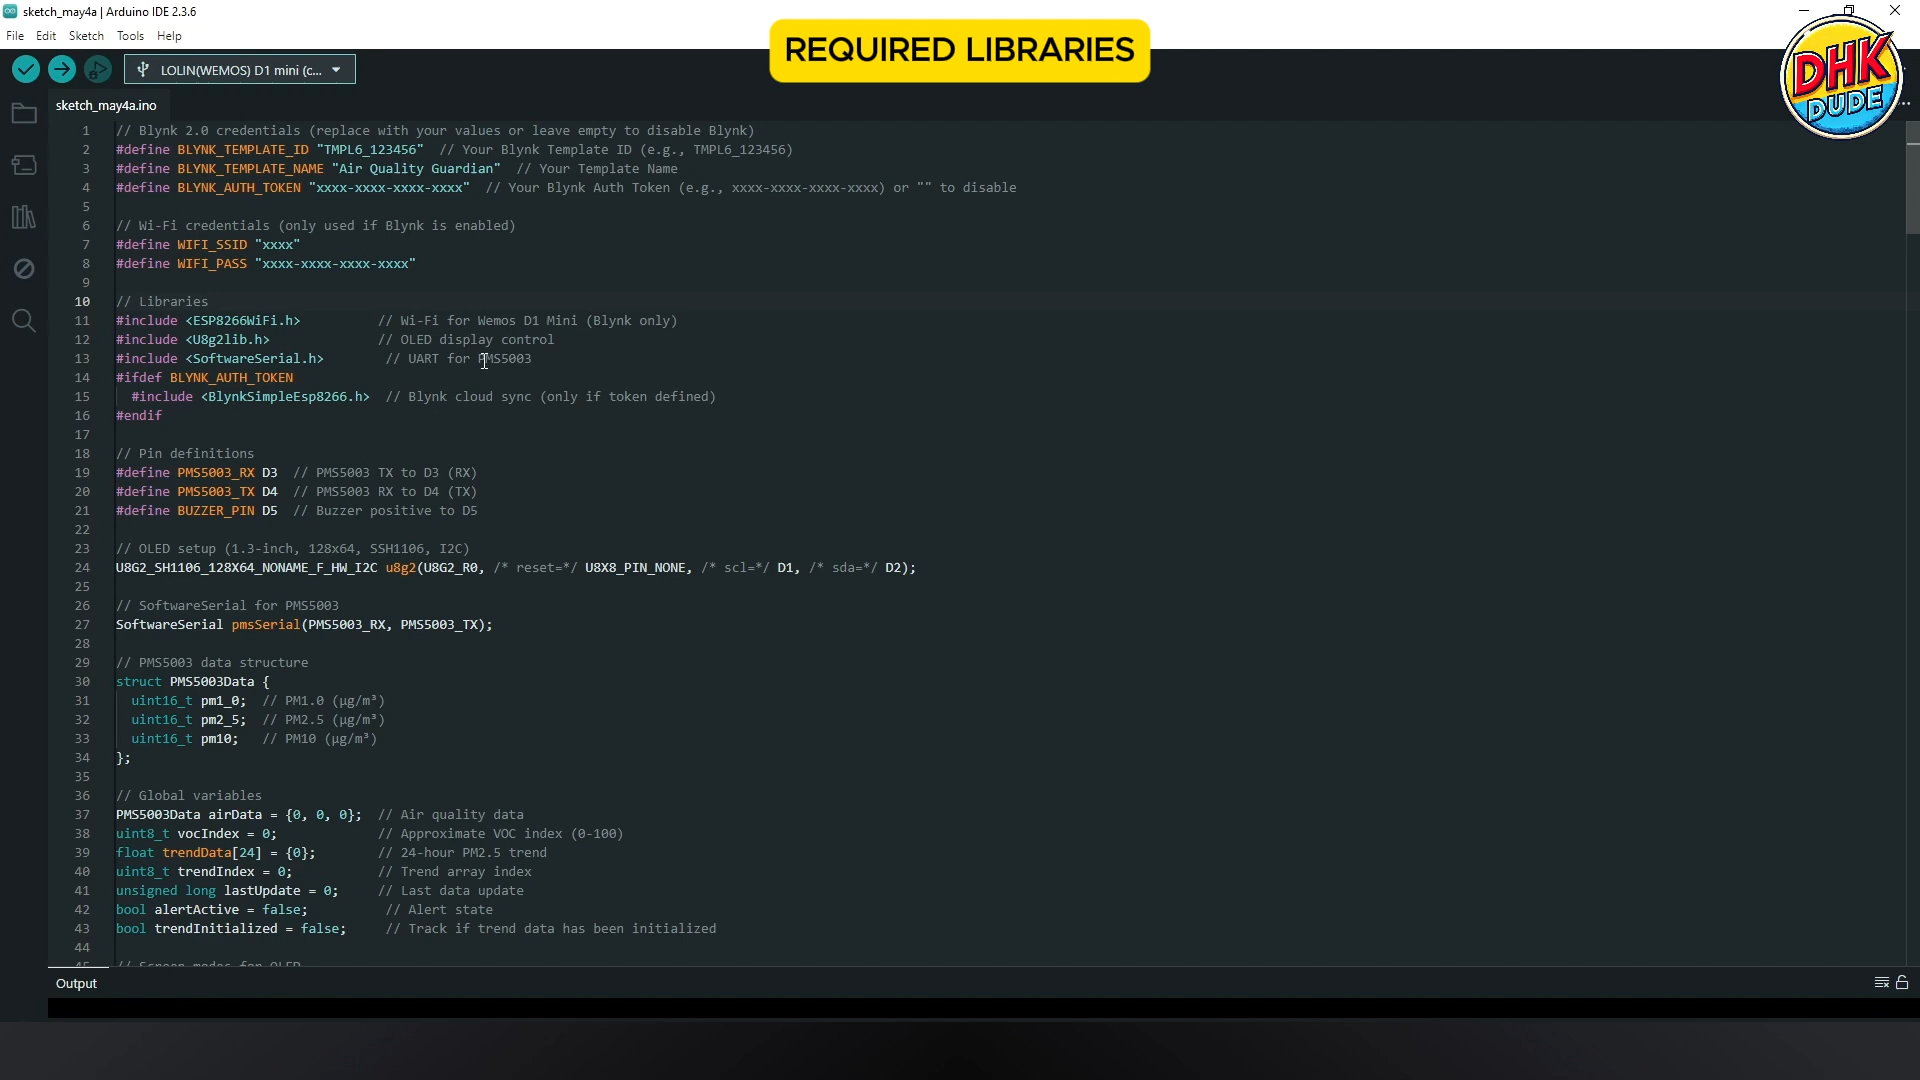 sketch_may4a | Arduino IDE 2.3.6
File Edit Sketch Tools Help
REQUIRED LIBRARIES
DHK
DUDE
LOLIN(WEMOS) D1 mini (c...
sketch_may4a.ino
1 // Blynk 2.0 credentials (replace with your values or leave empty to disable Blynk)
2 #define BLYNK_TEMPLATE_ID "TMPL6_123456" // Your Blynk Template ID (e.g., TMPL6_123456)
3 #define BLYNK_TEMPLATE_NAME "Air Quality Guardian" // Your Template Name
4 #define BLYNK_AUTH_TOKEN "xxxx-xxxx-xxxx-xxxx" // Your Blynk Auth Token (e.g., xxxx-xxxx-xxxx-xxxx) or "" to disable
5
6 // Wi-Fi credentials (only used if Blynk is enabled)
7 #define WIFI_SSID "xxxx"
8 #define WIFI_PASS "xxxx-xxxx-xxxx-xxxx"
9
10 // Libraries
11 #include <ESP8266WiFi.h> // Wi-Fi for Wemos D1 Mini (Blynk only)
12 #include <U8g2lib.h> // OLED display control
13 #include <SoftwareSerial.h> // UART for PMS5003
14 #ifdef BLYNK_AUTH_TOKEN
15 #include <BlynkSimpleEsp8266.h> // Blynk cloud sync (only if token defined)
16 #endif
17
18 // Pin definitions
19 #define PMS5003_RX D3 // PMS5003 TX to D3 (RX)
20 #define PMS5003_TX D4 // PMS5003 RX to D4 (TX)
21 #define BUZZER_PIN D5 // Buzzer positive to D5
22
23 // OLED setup (1.3-inch, 128x64, SSH1106, I2C)
24 U8G2_SH1106_128X64_NONAME_F_HW_I2C u8g2(U8G2_R0, /* reset=*/ U8X8_PIN_NONE, /* scl=*/ D1, /* sda=*/ D2);
25
26 // SoftwareSerial for PMS5003
27 SoftwareSerial pmsSerial(PMS5003_RX, PMS5003_TX);
28
29 // PMS5003 data structure
30 struct PMS5003Data {
31 uint16_t pm1_0; // PM1.0 (µg/m³)
32 uint16_t pm2_5; // PM2.5 (µg/m³)
33 uint16_t pm10; // PM10 (µg/m³)
34 };
35
36 // Global variables
37 PMS5003Data airData = {0, 0, 0}; // Air quality data
38 uint8_t vocIndex = 0; // Approximate VOC index (0-100)
39 float trendData[24] = {0}; // 24-hour PM2.5 trend
40 uint8_t trendIndex = 0; // Trend array index
41 unsigned long lastUpdate = 0; // Last data update
42 bool alertActive = false; // Alert state
43 bool trendInitialized = false; // Track if trend data has been initialized
44
45 // Screen modes for OLED
Output